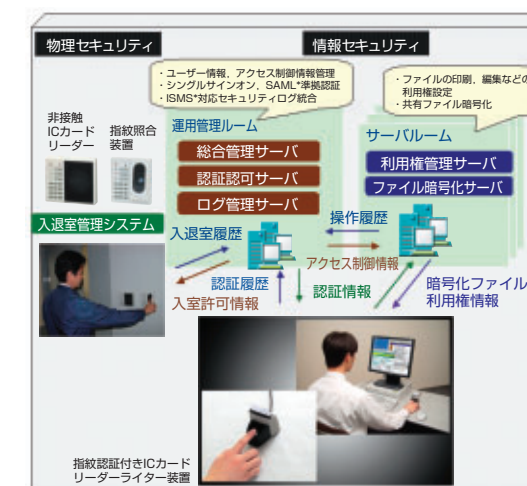 物理セキュリティ
情報セキュリティ
・ユーザー情報，アクセス制御情報管理
・シングルサインオン，SAML*準拠認証
・ISMS*対応セキュリティログ統合
・ファイルの印刷，編集などの
利用権設定
・共有ファイル暗号化
非接触
ICカード
リーダー
指紋照合
装置
運用管理ルーム
総合管理サーバ
認証認可サーバ
ログ管理サーバ
サーバルーム
利用権管理サーバ
ファイル暗号化サーバ
入退室管理システム
入退室履歴
操作履歴
アクセス制御情報
認証履歴
入室許可情報
認証情報
暗号化ファイル
利用権情報
指紋認証付きICカード
リーダーライター装置